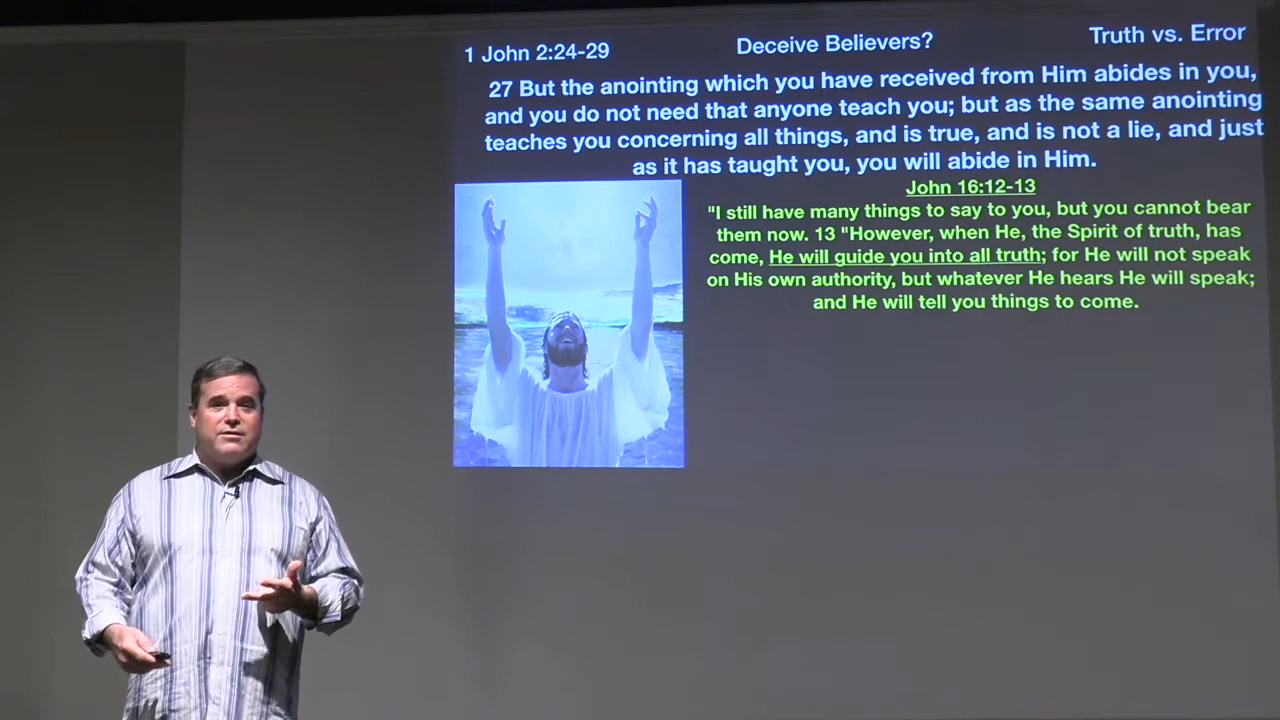 1 John 2:24-29 Deceive Believers? Truth vs. Error
27 But the anointing which you have received from Him abides in you,
and you do not need that anyone teach you; but as the same anointing
teaches you concerning all things, and is true, and is not a lie, and just
as it has taught you, you will abide in Him.
John 16:12-13
"I still have many things to say to you, but you cannot bear
them now. 13 "However, when He, the Spirit of truth, has
come, He will guide you into all truth; for He will not speak
on His own authority, but whatever He hears He will speak;
and He will tell you things to come.